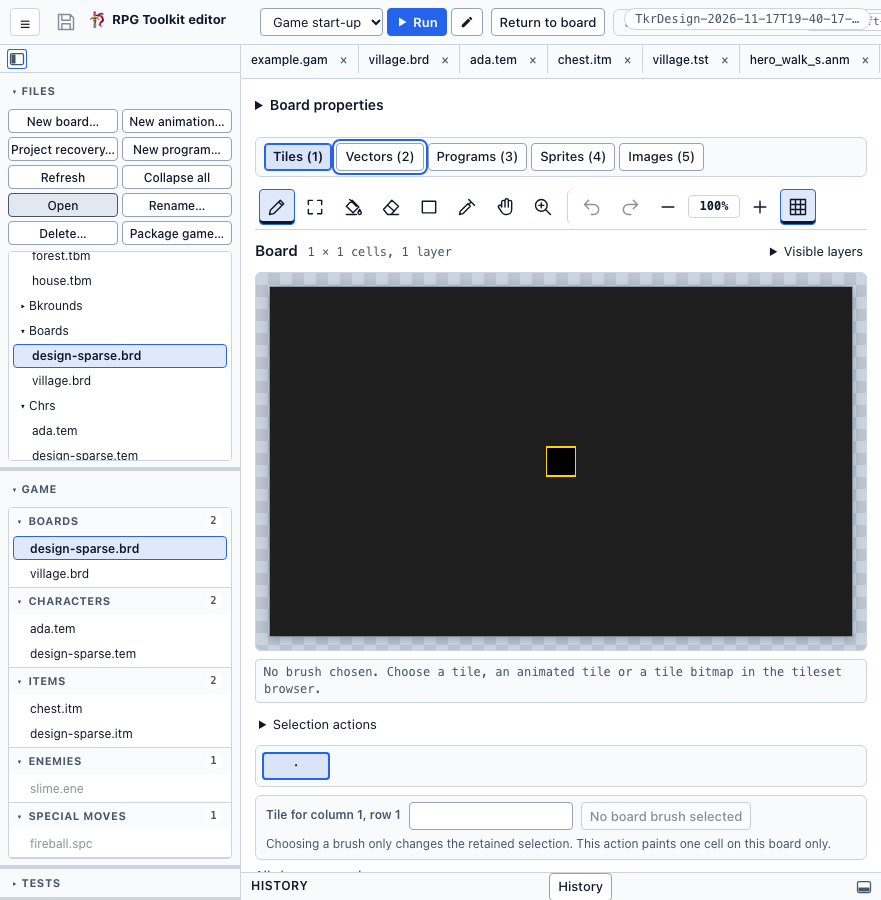 RPG Toolkit editor
Game start-up
Run
Return to board
TkrDesign-2026-11-17T19-40-17-…
example.gam ×
village.brd ×
ada.tem ×
chest.itm ×
village.tst ×
hero_walk_s.anm ×
FILES
New board…
New animation…
Project recovery…
New program…
Refresh
Collapse all
Open
Rename…
Delete…
Package game…
forest.tbm
house.tbm
Bkrounds
Boards
design-sparse.brd
village.brd
Chrs
ada.tem
design-sparse.tem
GAME
BOARDS 2
design-sparse.brd
village.brd
CHARACTERS 2
ada.tem
design-sparse.tem
ITEMS 2
chest.itm
design-sparse.itm
ENEMIES 1
slime.ene
SPECIAL MOVES 1
fireball.spc
TESTS
Board properties
Tiles (1)
Vectors (2)
Programs (3)
Sprites (4)
Images (5)
100%
Board 1 × 1 cells, 1 layer
Visible layers
No brush chosen. Choose a tile, an animated tile or a tile bitmap in the tileset
browser.
Selection actions
·
Tile for column 1, row 1
No board brush selected
Choosing a brush only changes the retained selection. This action paints one cell on this board only.
HISTORY
History